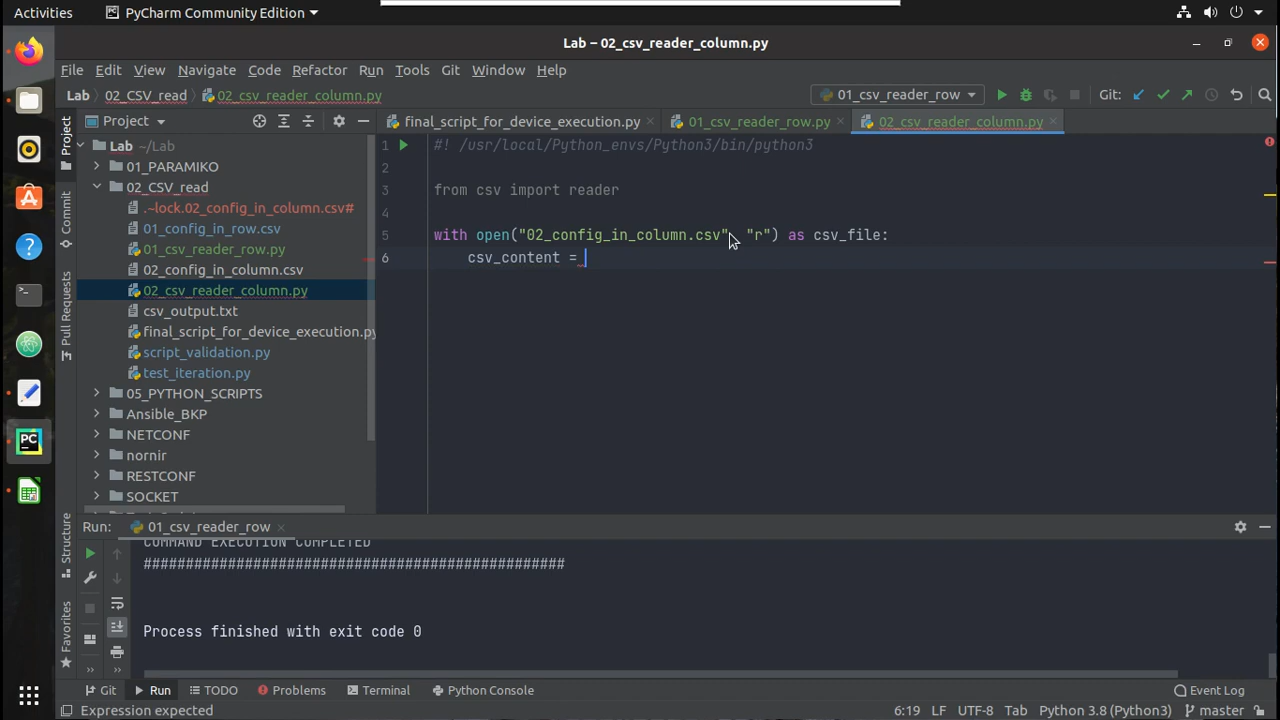 Activities
PyCharm Community Edition
Lab – 02_csv_reader_column.py
File Edit View Navigate Code Refactor Run Tools Git Window Help
Lab 02_CSV_read 02_csv_reader_column.py
01_csv_reader_row
Git:
Project
final_script_for_device_execution.py
01_csv_reader_row.py
02_csv_reader_column.py
Project
Commit
Pull Requests
Structure
Favorites
Lab ~/Lab
01_PARAMIKO
02_CSV_read
.~lock.02_config_in_column.csv#
01_config_in_row.csv
01_csv_reader_row.py
02_config_in_column.csv
02_csv_reader_column.py
csv_output.txt
final_script_for_device_execution.py
script_validation.py
test_iteration.py
05_PYTHON_SCRIPTS
Ansible_BKP
NETCONF
nornir
RESTCONF
SOCKET
1 #! /usr/local/Python_envs/Python3/bin/python3
2
3 from csv import reader
4
5 with open("02_config_in_column.csv", "r") as csv_file:
6 csv_content =
Run: 01_csv_reader_row
COMMAND EXECUTION COMPLETED
##################################################
Process finished with exit code 0
Git Run TODO Problems Terminal Python Console
Event Log
Expression expected
6:19 LF UTF-8 Tab Python 3.8 (Python3) master